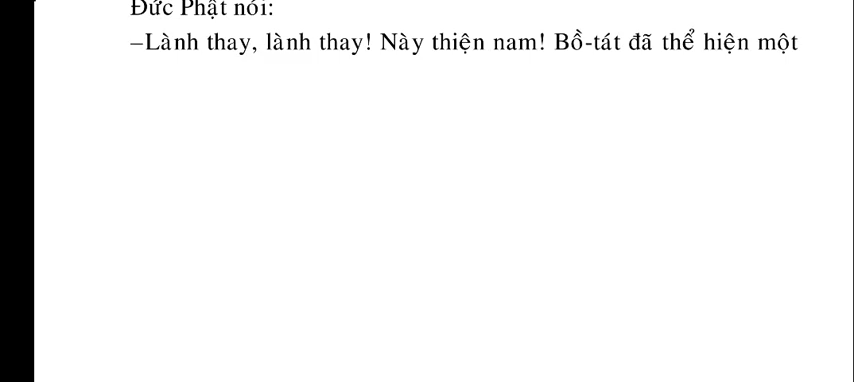 Đức Phật nói:
–Lành thay, lành thay! Này thiện nam! Bồ-tát đã thể hiện một